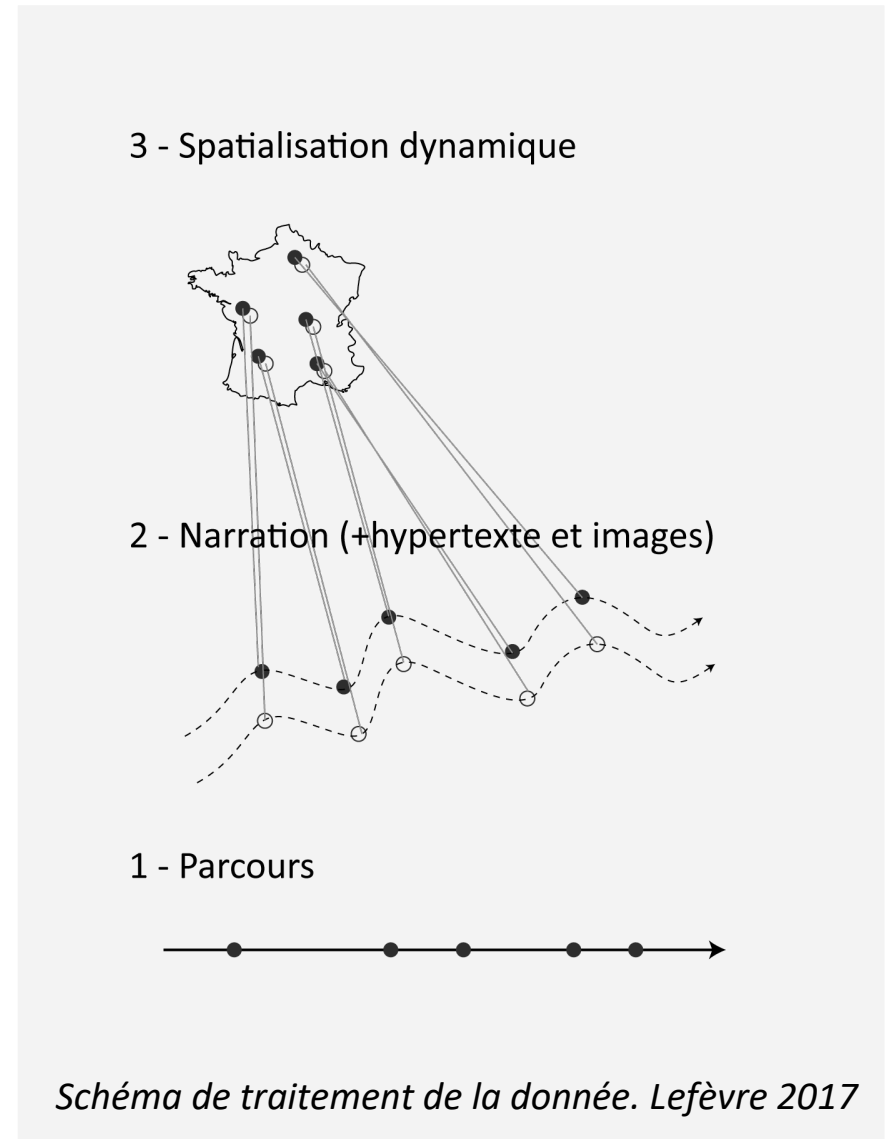 3 - Spatialisation dynamique
2 - Narration (+hypertexte et images)
1 - Parcours
Schéma de traitement de la donnée. Lefèvre 2017